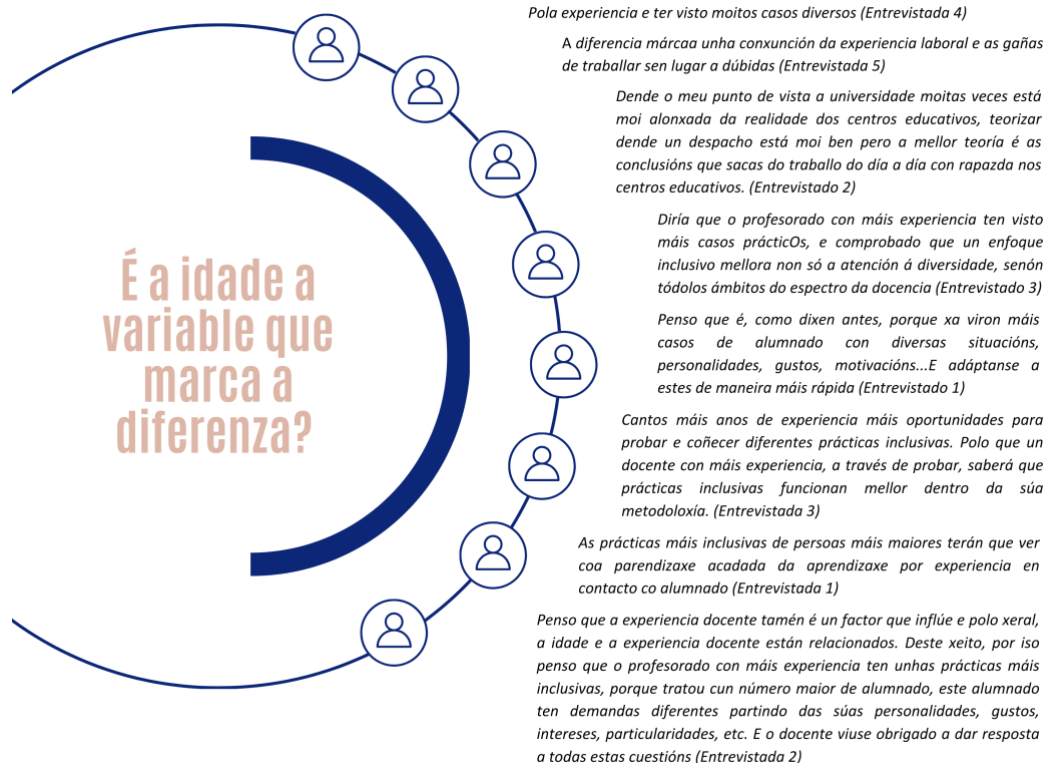 É a idade a
variable que
marca a
diferenza?
Pola experiencia e ter visto moitos casos diversos (Entrevistada 4)
A diferencia márcaa unha conxunción da experiencia laboral e as gañas
de traballar sen lugar a dúbidas (Entrevistada 5)
Dende o meu punto de vista a universidade moitas veces está
moi alonxada da realidade dos centros educativos, teorizar
dende un despacho está moi ben pero a mellor teoría é as
conclusións que sacas do traballo do día a día con rapazda nos
centros educativos. (Entrevistado 2)
Diría que o profesorado con máis experiencia ten visto
máis casos prácticOs, e comprobado que un enfoque
inclusivo mellora non só a atención á diversidade, senón
tódolos ámbitos do espectro da docencia (Entrevistado 3)
Penso que é, como dixen antes, porque xa viron máis
casos de alumnado con diversas situacións,
personalidades, gustos, motivacións...E adáptanse a
estes de maneira máis rápida (Entrevistado 1)
Cantos máis anos de experiencia máis oportunidades para
probar e coñecer diferentes prácticas inclusivas. Polo que un
docente con máis experiencia, a través de probar, saberá que
prácticas inclusivas funcionan mellor dentro da súa
metodoloxía. (Entrevistada 3)
As prácticas máis inclusivas de persoas máis maiores terán que ver
coa parendizaxe acadada da aprendizaxe por experiencia en
contacto co alumnado (Entrevistada 1)
Penso que a experiencia docente tamén é un factor que inflúe e polo xeral,
a idade e a experiencia docente están relacionados. Deste xeito, por iso
penso que o profesorado con máis experiencia ten unhas prácticas máis
inclusivas, porque tratou cun número maior de alumnado, este alumnado
ten demandas diferentes partindo das súas personalidades, gustos,
intereses, particularidades, etc. E o docente viuse obrigado a dar resposta
a todas estas cuestións (Entrevistada 2)